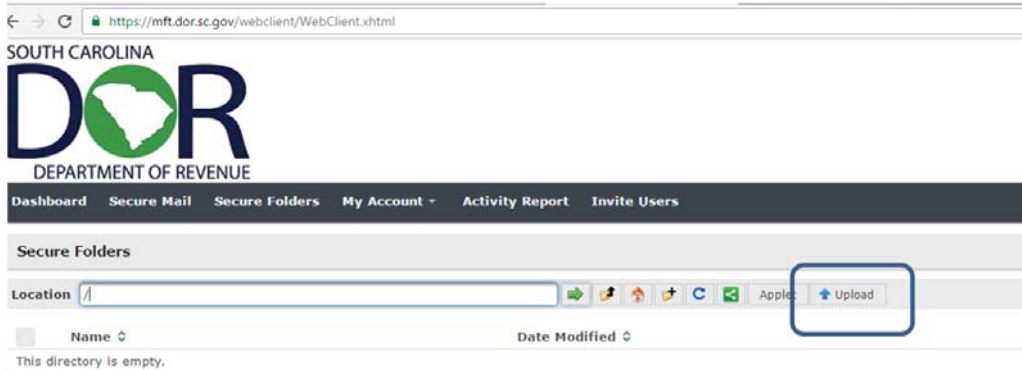 https://mft.dor.sc.gov/webclient/WebClient.xhtml
SOUTH CAROLINA
DOR
DEPARTMENT OF REVENUE
Dashboard Secure Mail Secure Folders My Account Activity Report Invite Users
Secure Folders
Location / Applet Upload
Name Date Modified
This directory is empty.